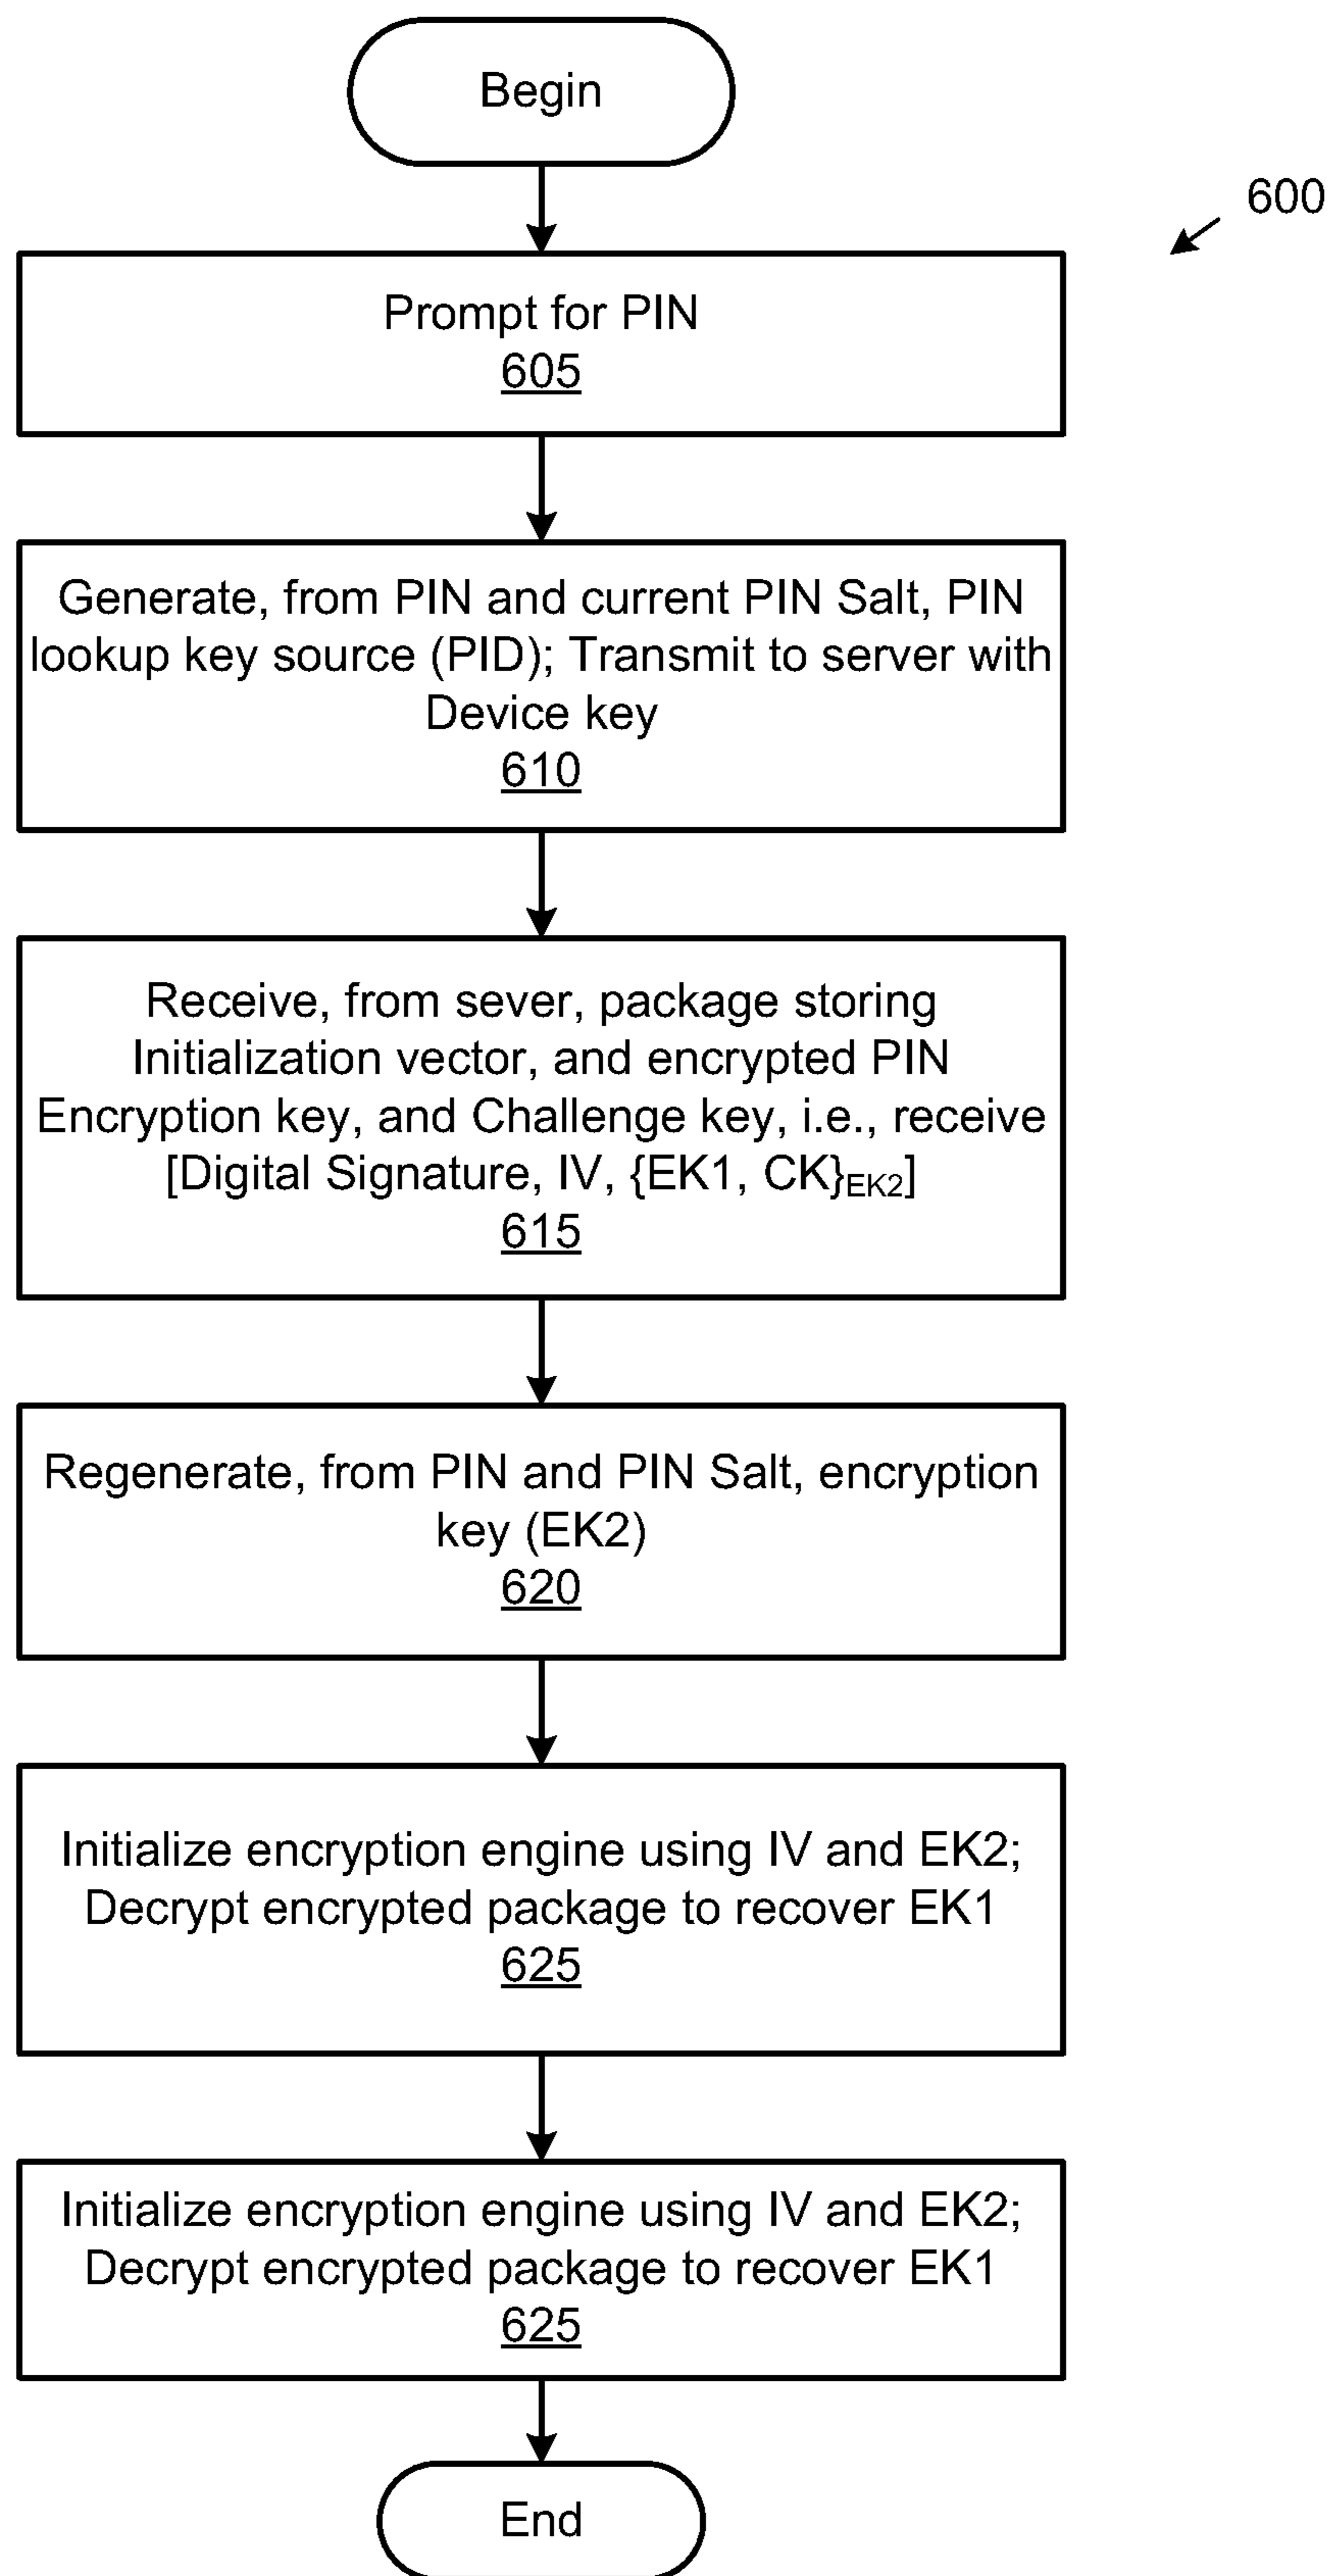 Begin
600
Prompt for PIN
605
Generate, from PIN and current PIN Salt, PIN
lookup key source (PID); Transmit to server with
Device key
610
Receive, from sever, package storing
Initialization vector, and encrypted PIN
Encryption key, and Challenge key, i.e., receive
[Digital Signature, IV, {EK1, CK}EK2]
615
Regenerate, from PIN and PIN Salt, encryption
key (EK2)
620
Initialize encryption engine using IV and EK2;
Decrypt encrypted package to recover EK1
625
Initialize encryption engine using IV and EK2;
Decrypt encrypted package to recover EK1
625
End